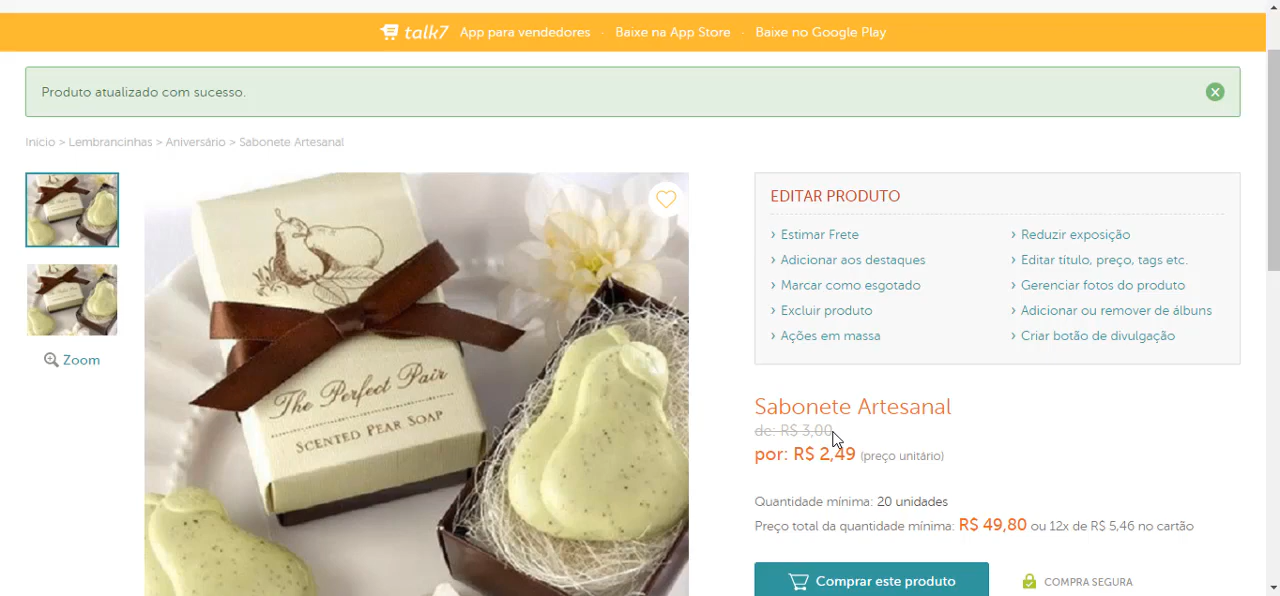 talk7 App para vendedores · Baixe na App Store · Baixe no Google Play
Produto atualizado com sucesso.
Inicio > Lembrancinhas > Aniversário > Sabonete Artesanal
Zoom
The Perfect Pair
SCENTED PEAR SOAP
EDITAR PRODUTO
› Estimar Frete
› Adicionar aos destaques
› Marcar como esgotado
› Excluir produto
› Ações em massa
› Reduzir exposição
› Editar título, preço, tags etc.
› Gerenciar fotos do produto
› Adicionar ou remover de álbuns
› Criar botão de divulgação
Sabonete Artesanal
de: R$ 3,00
por: R$ 2,49 (preço unitário)
Quantidade mínima: 20 unidades
Preço total da quantidade mínima: R$ 49,80 ou 12x de R$ 5,46 no cartão
Comprar este produto
COMPRA SEGURA